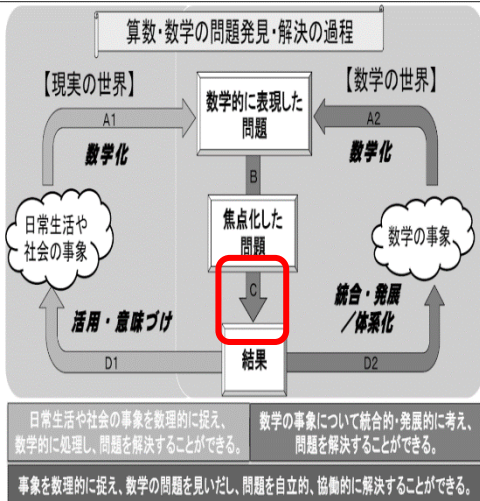 算数・数学の問題発見・解決の過程
【現実の世界】
【数学の世界】
数学的に表現した
問題
A1
A2
数学化
数学化
B
焦点化した
問題
日常生活や
社会の事象
数学の事象
C
活用・意味づけ
統合・発展
/体系化
結果
D1
D2
日常生活や社会の事象を数理的に捉え、
数学的に処理し、問題を解決することができる。
数学の事象について統合的・発展的に考え、
問題を解決することができる。
事象を数理的に捉え、数学の問題を見いだし、問題を自立的、協働的に解決することができる。